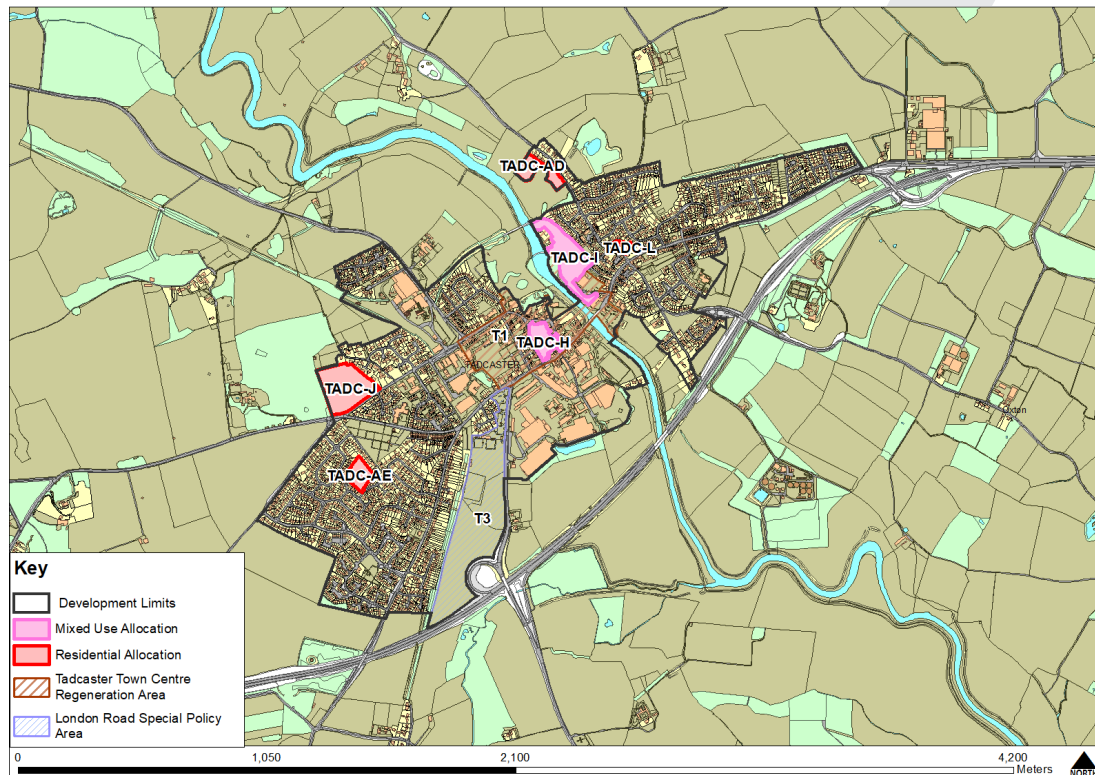 TADC-AD
TADC-L
TADC-I
T1
TADC-H
TADCASTER
TADC-J
Oxton
TADC-AE
T3
Key
Development Limits
Mixed Use Allocation
Residential Allocation
Tadcaster Town Centre
Regeneration Area
London Road Special Policy
Area
0
1,050
2,100
4,200
Meters
NORTH